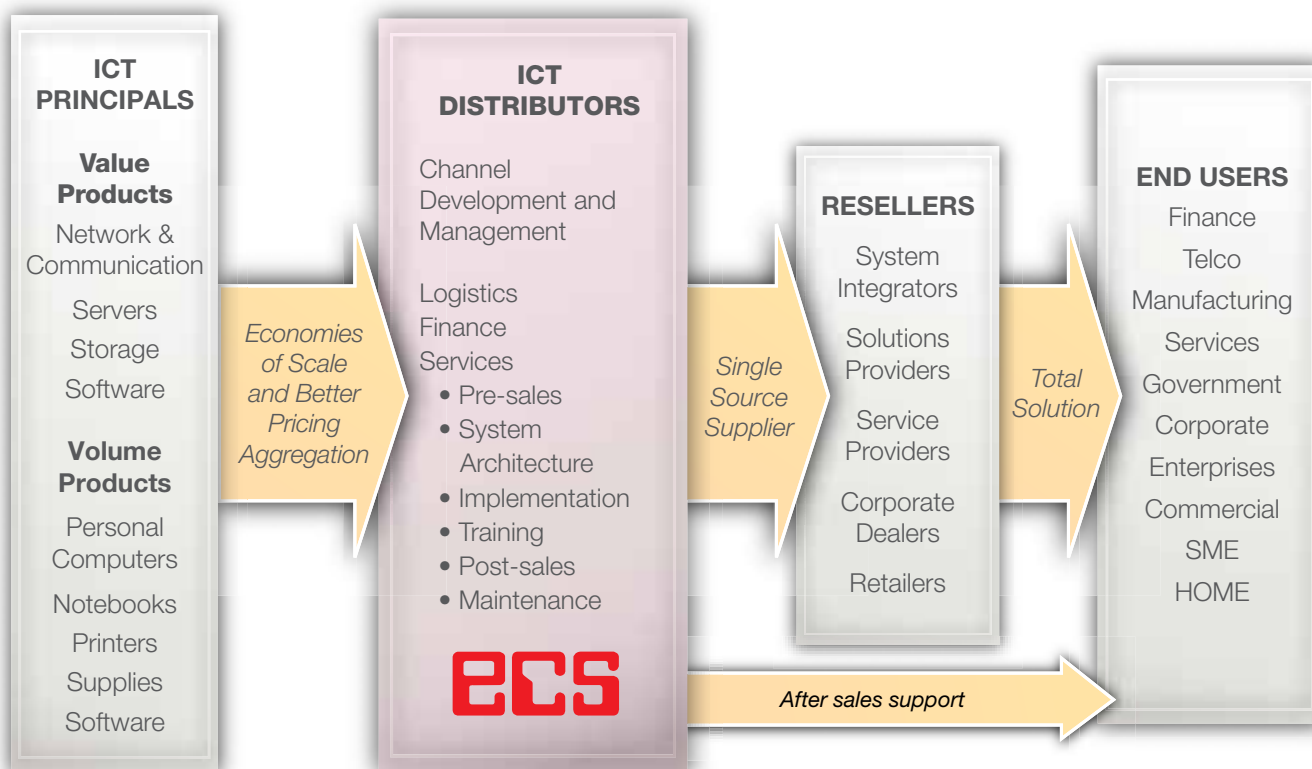 ICT
PRINCIPALS
Value
Products
Network &
Communication
Servers
Storage
Software
Volume
Products
Personal
Computers
Notebooks
Printers
Supplies
Software
Economies
of Scale
and Better
Pricing
Aggregation
ICT
DISTRIBUTORS
Channel
Development and
Management
Logistics
Finance
Services
• Pre-sales
• System
Architecture
• Implementation
• Training
• Post-sales
• Maintenance
ecs
Single
Source
Supplier
RESELLERS
System
Integrators
Solutions
Providers
Service
Providers
Corporate
Dealers
Retailers
Total
Solution
END USERS
Finance
Telco
Manufacturing
Services
Government
Corporate
Enterprises
Commercial
SME
HOME
After sales support